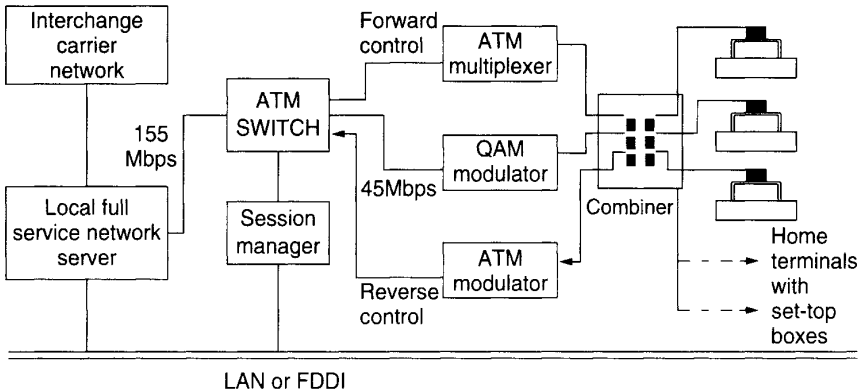 Interchange
carrier
network
155
Mbps
Local full
service network
server
ATM
SWITCH
Session
manager
Forward
control
ATM
multiplexer
QAM
modulator
45Mbps
ATM
modulator
Reverse
control
Combiner
Home
terminals
with
set-top
boxes
LAN or FDDI